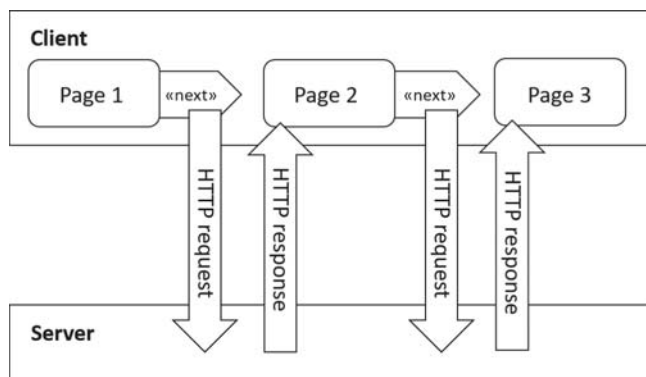 Client
Page 1
«next»
Page 2
«next»
Page 3
HTTP request
HTTP response
HTTP request
HTTP response
Server